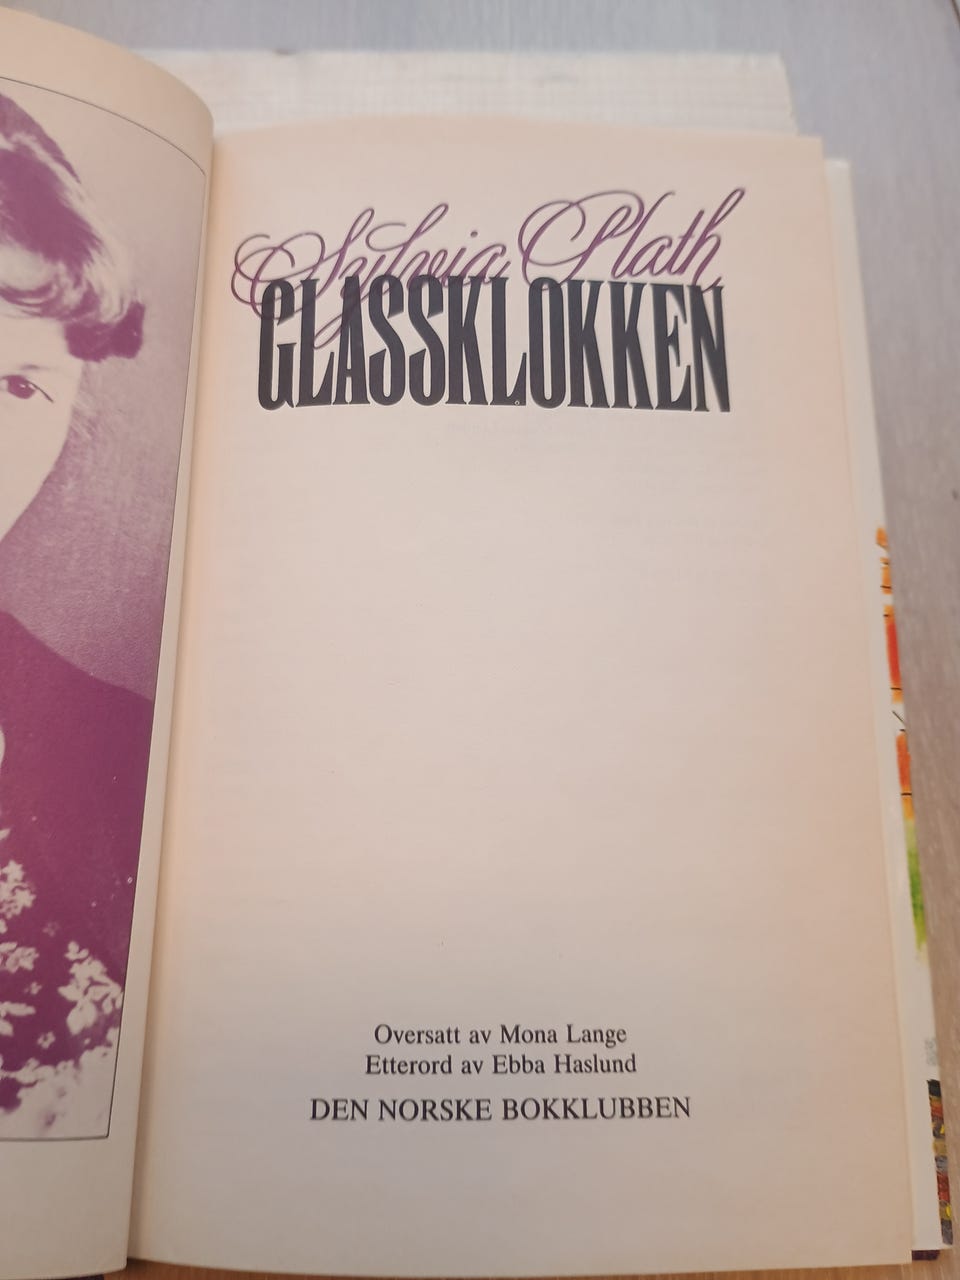 Sylvia Plath
GLASSKLOKKEN
Oversatt av Mona Lange
Etterord av Ebba Haslund
DEN NORSKE BOKKLUBBEN